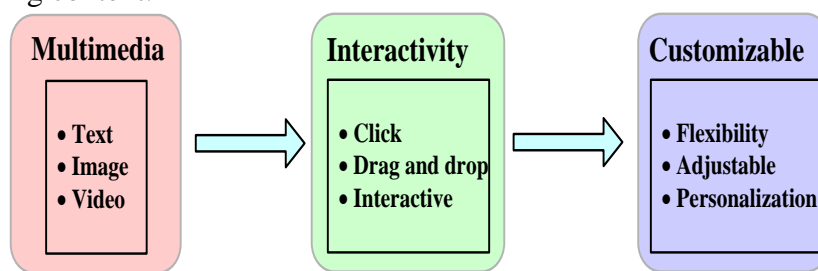 Multimedia
• Text
• Image
• Video
Interactivity
• Click
• Drag and drop
• Interactive
Customizable
• Flexibility
• Adjustable
• Personalization